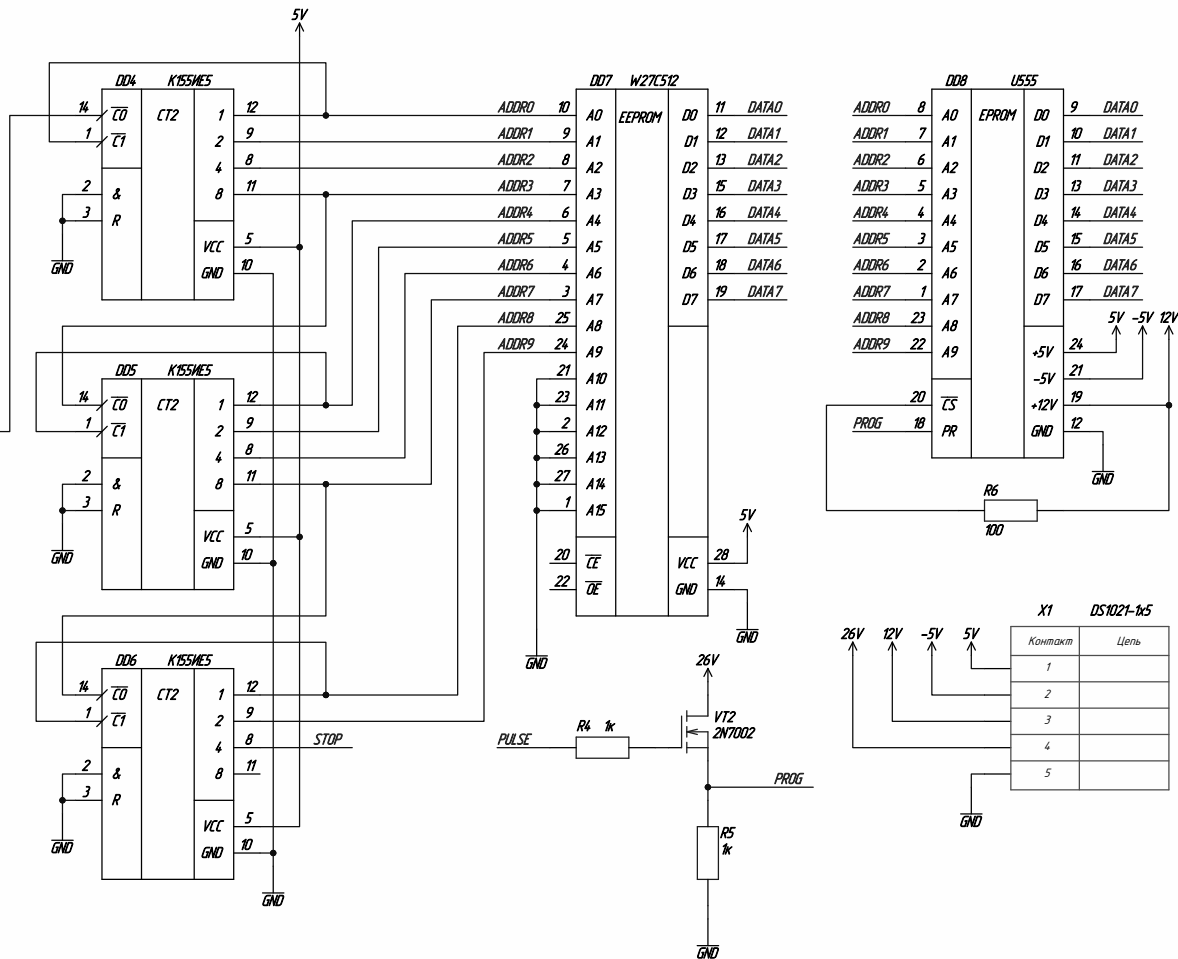 5V
DD4 К155ИЕ5
14 C0 CT2 1 12
1 C1 2 9
4 8
2 & 8 11
3 R
VCC 5
GND 10
GND
DD5 К155ИЕ5
14 C0 CT2 1 12
1 C1 2 9
4 8
2 & 8 11
3 R
VCC 5
GND 10
GND
DD6 К155ИЕ5
14 C0 CT2 1 12
1 C1 2 9
4 8 STOP
2 & 8 11
3 R
VCC 5
GND 10
GND
GND
DD7 W27C512
ADDR0 10 A0 EEPROM D0 11 DATA0
ADDR1 9 A1 D1 12 DATA1
ADDR2 8 A2 D2 13 DATA2
ADDR3 7 A3 D3 15 DATA3
ADDR4 6 A4 D4 16 DATA4
ADDR5 5 A5 D5 17 DATA5
ADDR6 4 A6 D6 18 DATA6
ADDR7 3 A7 D7 19 DATA7
ADDR8 25 A8
ADDR9 24 A9
21 A10
23 A11
2 A12
26 A13
27 A14
1 A15
5V
20 CE VCC 28
22 OE GND 14
GND
GND
DD8 U555
ADDR0 8 A0 EPROM D0 9 DATA0
ADDR1 7 A1 D1 10 DATA1
ADDR2 6 A2 D2 11 DATA2
ADDR3 5 A3 D3 13 DATA3
ADDR4 4 A4 D4 14 DATA4
ADDR5 3 A5 D5 15 DATA5
ADDR6 2 A6 D6 16 DATA6
ADDR7 1 A7 D7 17 DATA7
ADDR8 23 A8 5V -5V 12V
ADDR9 22 A9 +5V 24
-5V 21
20 CS +12V 19
PROG 18 PR GND 12
GND
R6
100
26V
PULSE R4 1к VT2
2N7002
PROG
R5
1к
GND
X1 DS1021-1x5
26V 12V -5V 5V Контакт Цепь
1
2
3
4
5
GND